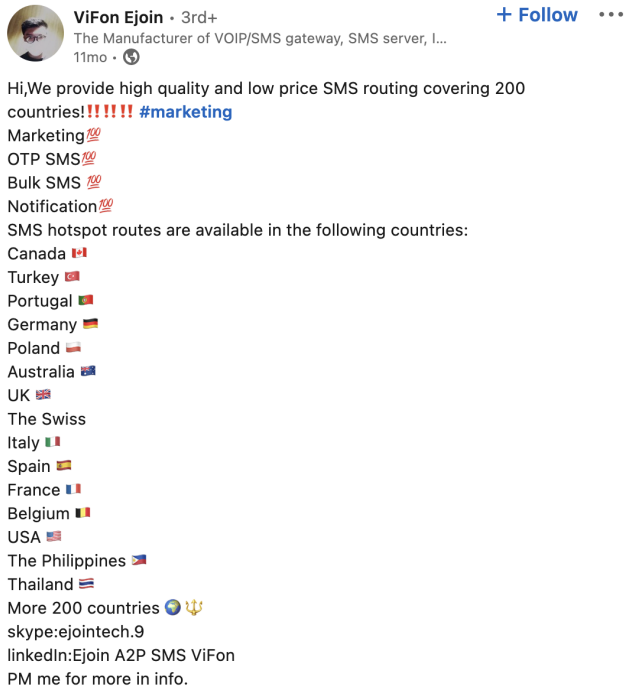 ViFon Ejoin • 3rd+
+ Follow
The Manufacturer of VOIP/SMS gateway, SMS server, I...
11mo •
Hi,We provide high quality and low price SMS routing covering 200
countries!‼️‼️‼️ #marketing
Marketing💯
OTP SMS💯
Bulk SMS 💯
Notification💯
SMS hotspot routes are available in the following countries:
Canada 🇨🇦
Turkey 🇹🇷
Portugal 🇵🇹
Germany 🇩🇪
Poland 🇵🇱
Australia 🇦🇺
UK 🇬🇧
The Swiss
Italy 🇮🇹
Spain 🇪🇸
France 🇫🇷
Belgium 🇧🇪
USA 🇺🇸
The Philippines 🇵🇭
Thailand 🇹🇭
More 200 countries 🌍 🔱
skype:ejointech.9
linkedIn:Ejoin A2P SMS ViFon
PM me for more in info.